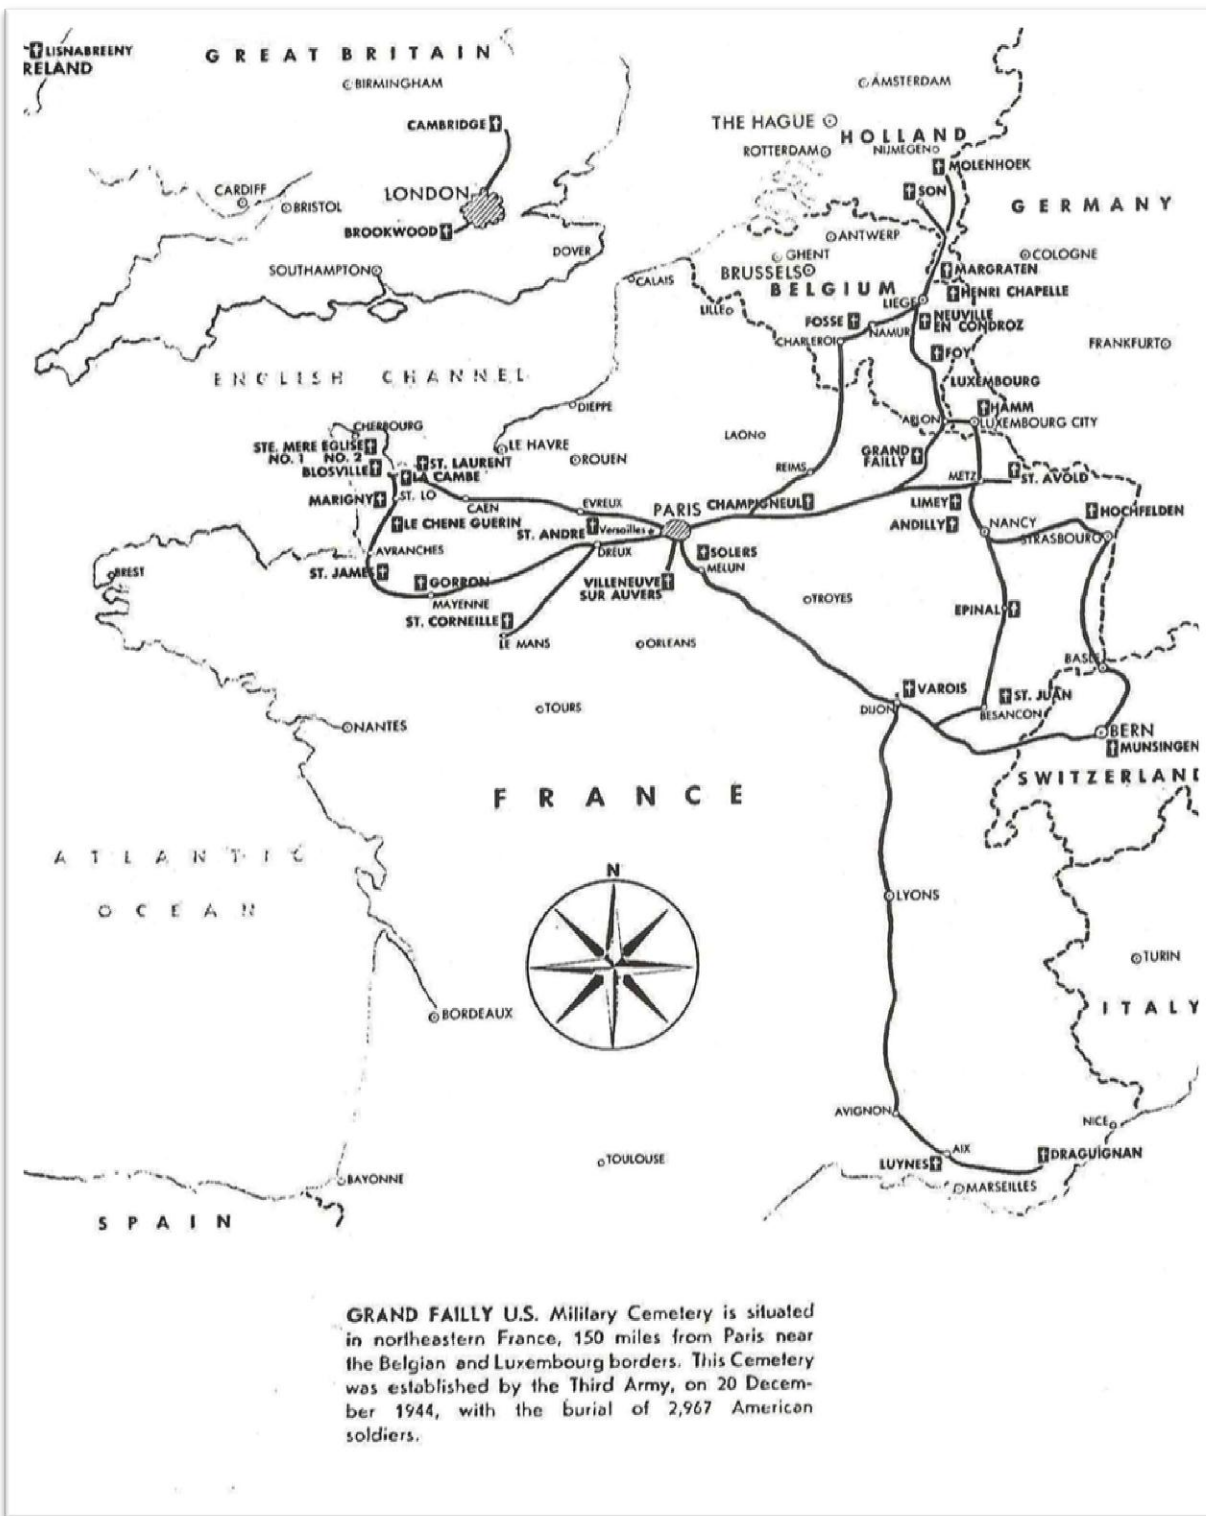 LISNABREENY
RELAND
GREAT BRITAIN
BIRMINGHAM
CAMBRIDGE
CARDIFF
BRISTOL
LONDON
BROOKWOOD
SOUTHAMPTON
DOVER
AMSTERDAM
THE HAGUE
HOLLAND
ROTTERDAM
NIJMEGEN
MOLENHOEK
SON
GERMANY
ANTWERP
GHENT
COLOGNE
BRUSSELS
MARGRATEN
CALAIS
BELGIUM
HENRI CHAPELLE
LIEGE
LILLE
FOSSE
NAMUR
NEUVILLE
EN CONDROZ
CHARLEROI
FRANKFURT
FOY
ENGLISH CHANNEL
LUXEMBOURG
DIEPPE
HAMM
ARLON
LUXEMBOURG CITY
CHERBOURG
STE. MERE EGLISE
NO. 1 NO. 2
LE HAVRE
LAON
ROUEN
GRAND
FAILLY
BLOSVILLE
ST. LAURENT
LA CAMBE
REIMS
METZ
ST. AVOLD
MARIGNY
ST. LO
CAEN
EVREUX
PARIS
CHAMPIGNEUL
LIMEY
HOCHFELDEN
LE CHENE GUERIN
ST. ANDRE
Versailles
ANDILLY
NANCY
STRASBOURG
AVRANCHES
DREUX
SOLERS
MELUN
BREST
ST. JAMES
GORRON
MAYENNE
VILLENEUVE
SUR AUVERS
TROYES
EPINAL
ST. CORNEILLE
LE MANS
ORLEANS
BASLE
VAROIS
ST. JUAN
TOURS
DIJON
BESANCON
NANTES
BERN
MUNSINGEN
SWITZERLAND
FRANCE
ATLANTIC
OCEAN
N
LYONS
TURIN
ITALY
BORDEAUX
AVIGNON
NICE
AIX
LUYNES
DRAGUIGNAN
TOULOUSE
BAYONNE
MARSEILLES
SPAIN
GRAND FAILLY U.S. Military Cemetery is situated
in northeastern France, 150 miles from Paris near
the Belgian and Luxembourg borders. This Cemetery
was established by the Third Army, on 20 Decem-
ber 1944, with the burial of 2,967 American
soldiers.